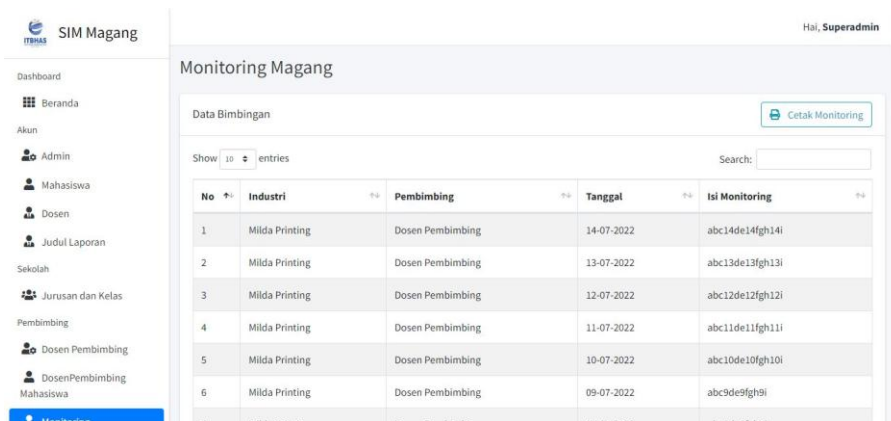 ITBHAS
SIM Magang
Hai, Superadmin
Dashboard
Beranda
Akun
Admin
Mahasiswa
Dosen
Judul Laporan
Sekolah
Jurusan dan Kelas
Pembimbing
Dosen Pembimbing
DosenPembimbing
Mahasiswa
Monitoring
Monitoring Magang
Data Bimbingan
Cetak Monitoring
Show 10 entries
Search:
No Industri Pembimbing Tanggal Isi Monitoring
1 Milda Printing Dosen Pembimbing 14-07-2022 abc14de14fgh14i
2 Milda Printing Dosen Pembimbing 13-07-2022 abc13de13fgh13i
3 Milda Printing Dosen Pembimbing 12-07-2022 abc12de12fgh12i
4 Milda Printing Dosen Pembimbing 11-07-2022 abc11de11fgh11i
5 Milda Printing Dosen Pembimbing 10-07-2022 abc10de10fgh10i
6 Milda Printing Dosen Pembimbing 09-07-2022 abc9de9fgh9i